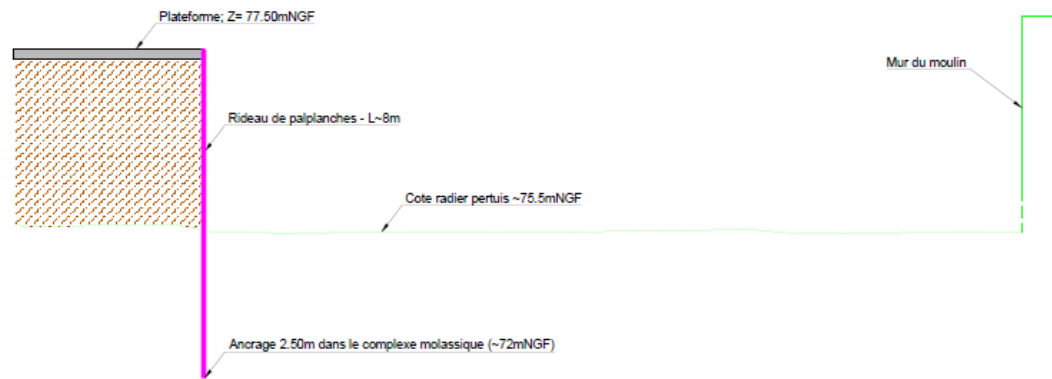 Plateforme; Z= 77.50mNGF
Mur du moulin
Rideau de palplanches - L~8m
Cote radier pertuis ~75.5mNGF
Ancrage 2.50m dans le complexe molassique (~72mNGF)